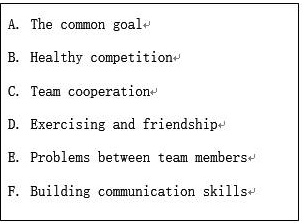 A. The common goal
B. Healthy competition
C. Team cooperation
D. Exercising and friendship
E. Problems between team members
F. Building communication skills